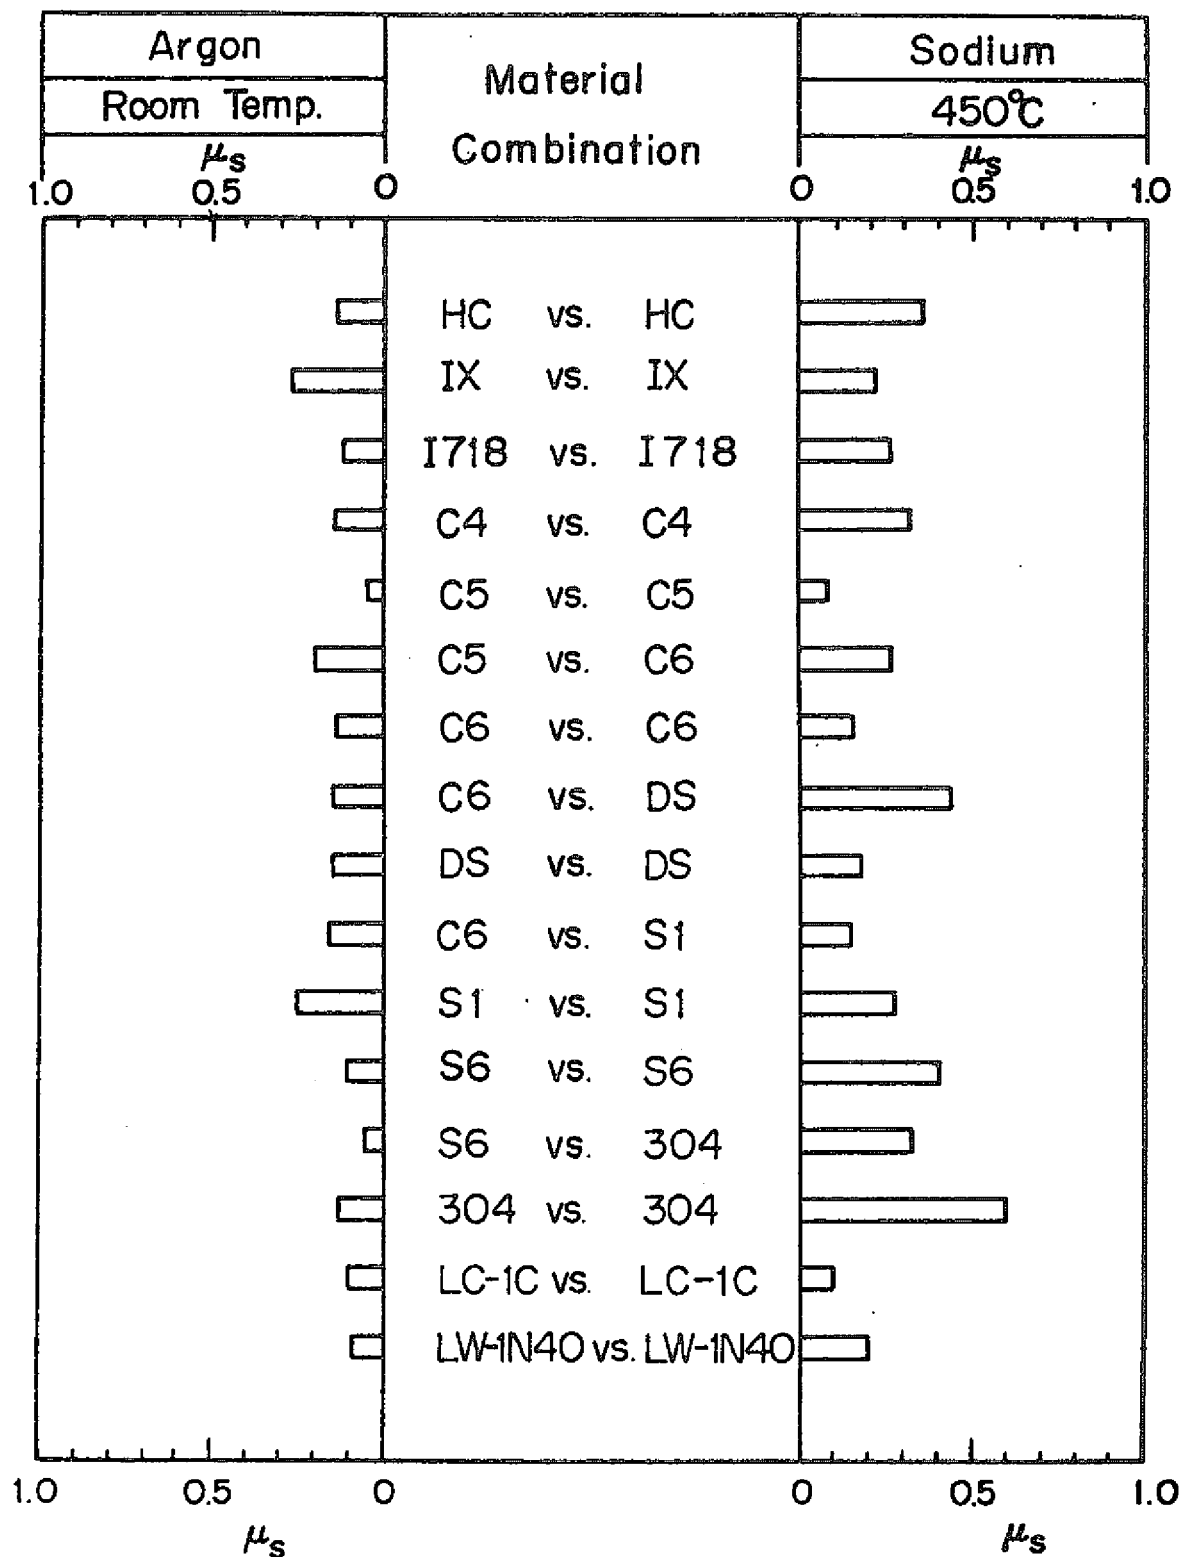 Argon
Material
Combination
Sodium
Room Temp.
450°C
μs
μs
1.0 0.5 0
0 0.5 1.0
HC vs. HC
IX vs. IX
I718 vs. I718
C4 vs. C4
C5 vs. C5
C5 vs. C6
C6 vs. C6
C6 vs. DS
DS vs. DS
C6 vs. S1
S1 vs. S1
S6 vs. S6
S6 vs. 304
304 vs. 304
LC-1C vs. LC-1C
LW-1N40 vs. LW-1N40
1.0 0.5 0
0 0.5 1.0
μs
μs